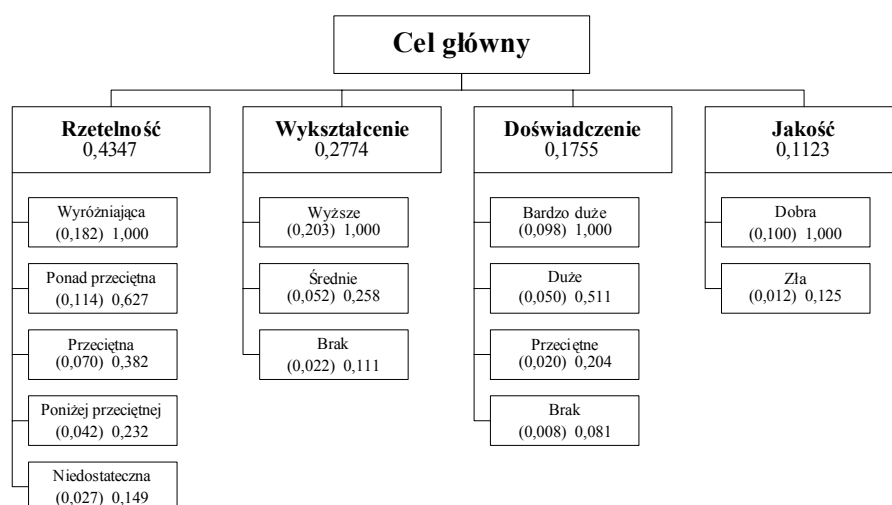 Cel główny
Rzetelność
0,4347
Wyróżniająca
(0,182) 1,000
Ponad przeciętna
(0,114) 0,627
Przeciętna
(0,070) 0,382
Poniżej przeciętnej
(0,042) 0,232
Niedostateczna
(0,027) 0,149
Wykształcenie
0,2774
Wyższe
(0,203) 1,000
Średnie
(0,052) 0,258
Brak
(0,022) 0,111
Doświadczenie
0,1755
Bardzo duże
(0,098) 1,000
Duże
(0,050) 0,511
Przeciętne
(0,020) 0,204
Brak
(0,008) 0,081
Jakość
0,1123
Dobra
(0,100) 1,000
Zła
(0,012) 0,125